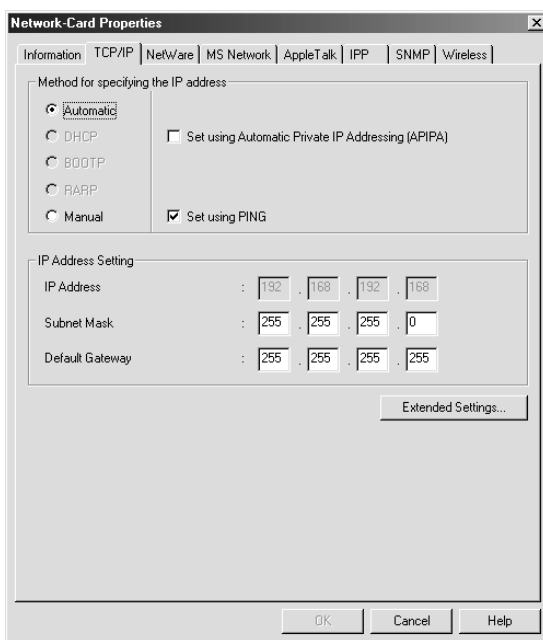 Network-Card Properties
Information TCP/IP NetWare MS Network AppleTalk IPP SNMP Wireless
Method for specifying the IP address
Automatic
DHCP Set using Automatic Private IP Addressing (APIPA)
BOOTP
RARP
Manual Set using PING
IP Address Setting
IP Address : 192 . 168 . 192 . 168
Subnet Mask : 255 . 255 . 255 . 0
Default Gateway : 255 . 255 . 255 . 255
Extended Settings...
OK Cancel Help